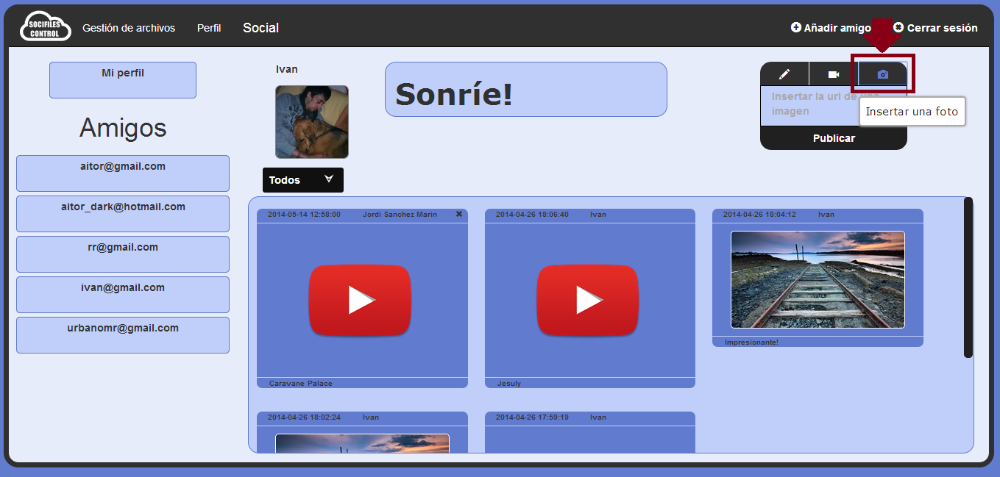 SOCIFILES
CONTROL
Gestión de archivos Perfil Social Añadir amigo Cerrar sesión
Mi perfil
Amigos
aitor@gmail.com
aitor_dark@hotmail.com
rr@gmail.com
ivan@gmail.com
urbanomr@gmail.com
Ivan
Sonríe!
Insertar la url de una
imagen
Insertar una foto
Publicar
Todos
2014-05-14 12:58:00 Jordi Sanchez Marin
Caravane Palace
2014-04-26 18:06:40 Ivan
Jesuly
2014-04-26 18:04:12 Ivan
Impresionante!
2014-04-26 18:02:24 Ivan
2014-04-26 17:59:19 Ivan